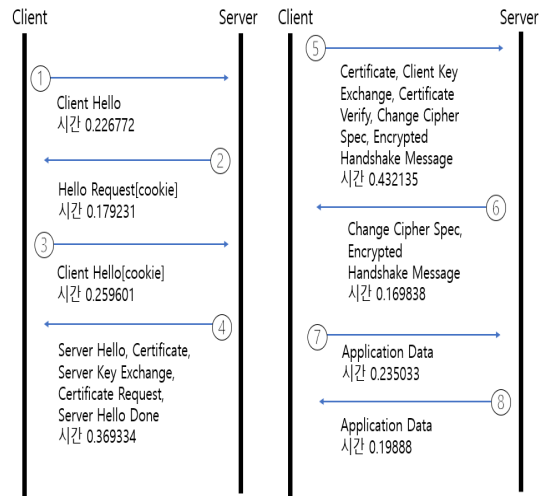 Client Server
①
Client Hello
시간 0.226772
②
Hello Request[cookie]
시간 0.179231
③
Client Hello[cookie]
시간 0.259601
④
Server Hello, Certificate,
Server Key Exchange,
Certificate Request,
Server Hello Done
시간 0.369334
Client Server
⑤
Certificate, Client Key
Exchange, Certificate
Verify, Change Cipher
Spec, Encrypted
Handshake Message
시간 0.432135
⑥
Change Cipher Spec,
Encrypted
Handshake Message
시간 0.169838
⑦
Application Data
시간 0.235033
⑧
Application Data
시간 0.19888